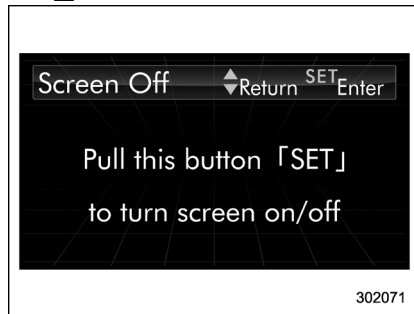 Screen Off Return SET Enter
Pull this button「SET」
to turn screen on/off
302071